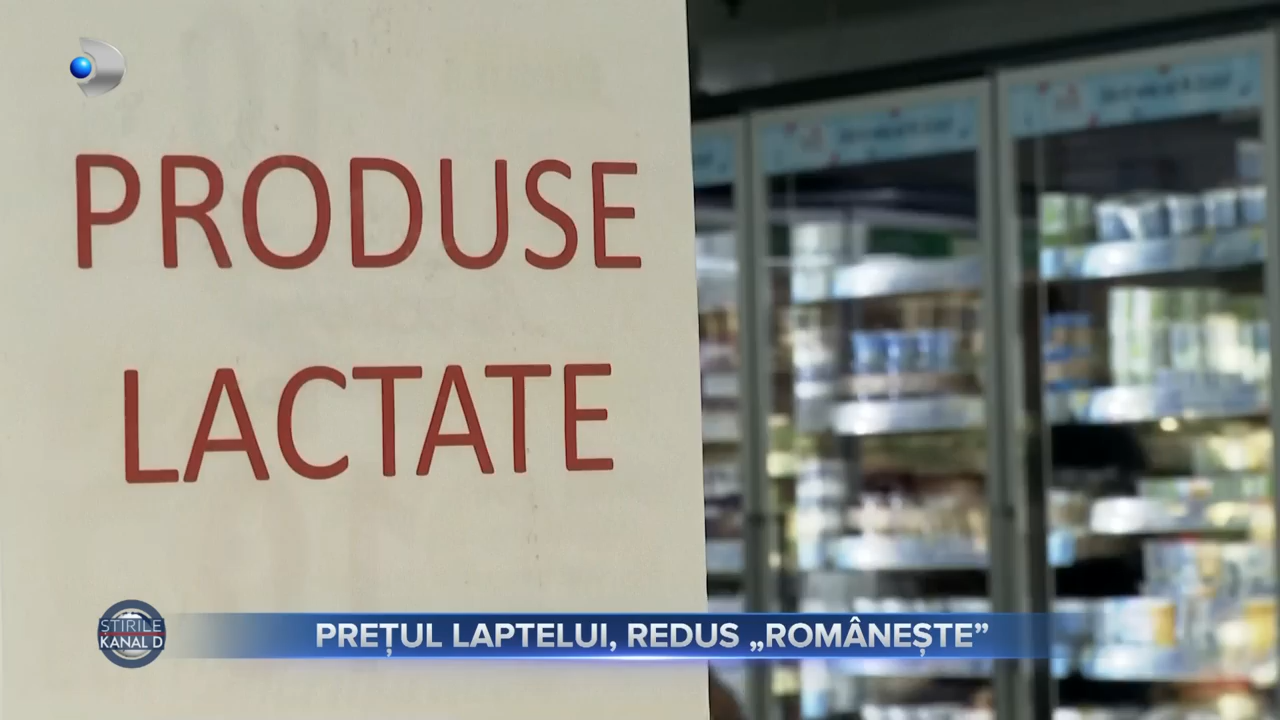 PRODUSE
LACTATE
ȘTIRILE
KANAL D
PREȚUL LAPTELUI, REDUS „ROMÂNEȘTE”